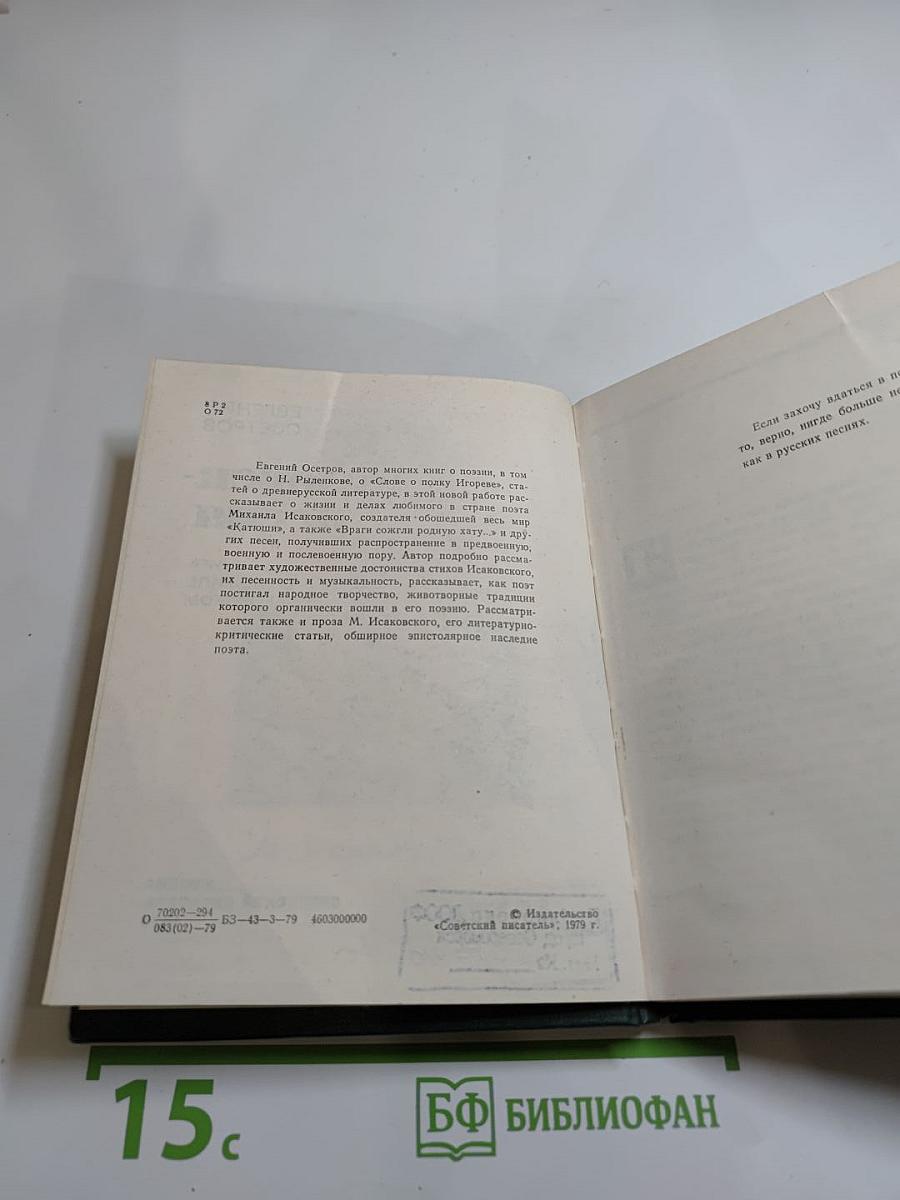 8 Р 2
О 72
Евгений Осетров, автор многих книг о поэзии, в том
числе о Н. Рыленкове, о «Слове о полку Игореве», ста-
тей о древнерусской литературе, в этой новой работе рас-
сказывает о жизни и делах любимого в стране поэта
Михаила Исаковского, создателя обошедшей весь мир
«Катюши», а также «Враги сожгли родную хату...» и дру-
гих песен, получивших распространение в предвоенную,
военную и послевоенную пору. Автор подробно рассма-
тривает художественные достоинства стихов Исаковского,
их песенность и музыкальность, рассказывает, как поэт
постигал народное творчество, животворные традиции
которого органически вошли в его поэзию. Рассматри-
вается также и проза М. Исаковского, его литературно-
критические статьи, обширное эпистолярное наследие
поэта.
О 70202—294
083(02)—79 БЗ—43—3—79 4603000000
© Издательство
«Советский писатель», 1979 г.
Если захочу вдаться в
то, верно, нигде больше
как в русских песнях.
15 с
БФ БИБЛИОФАН